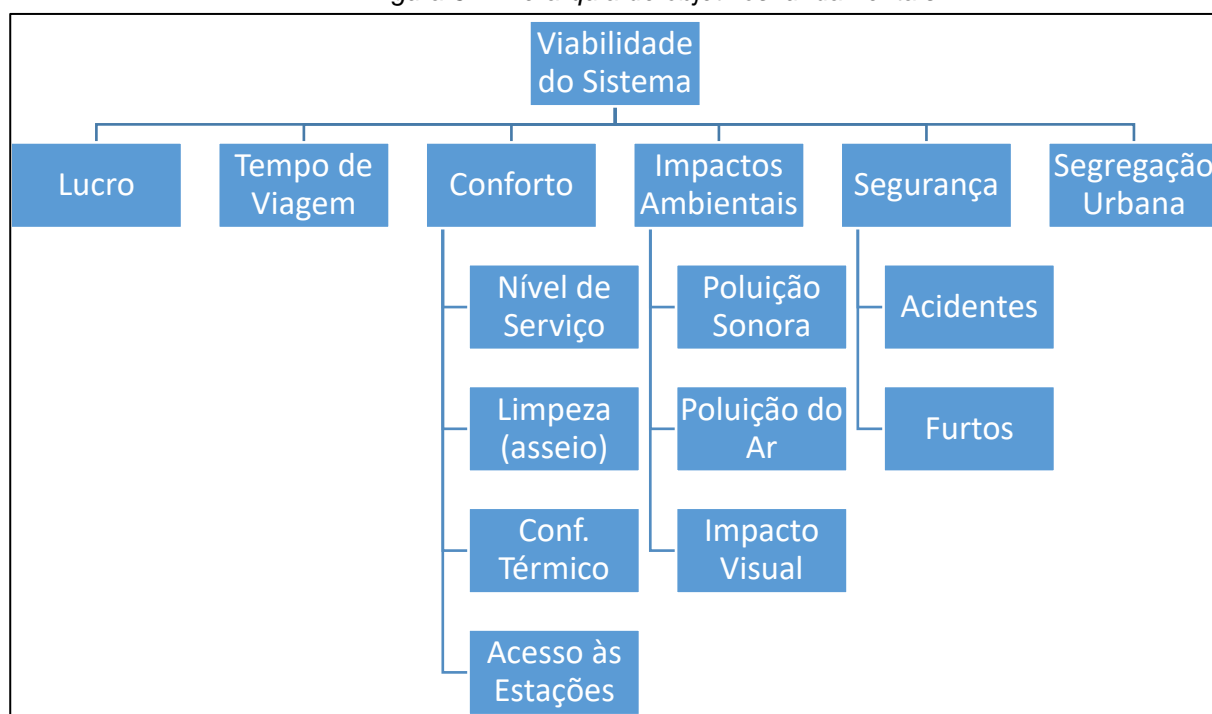 Viabilidade
do Sistema
Lucro
Tempo de
Viagem
Conforto
Impactos
Ambientais
Segurança
Segregação
Urbana
Nível de
Serviço
Poluição
Sonora
Acidentes
Limpeza
(asseio)
Poluição do
Ar
Furtos
Conf.
Térmico
Impacto
Visual
Acesso às
Estações